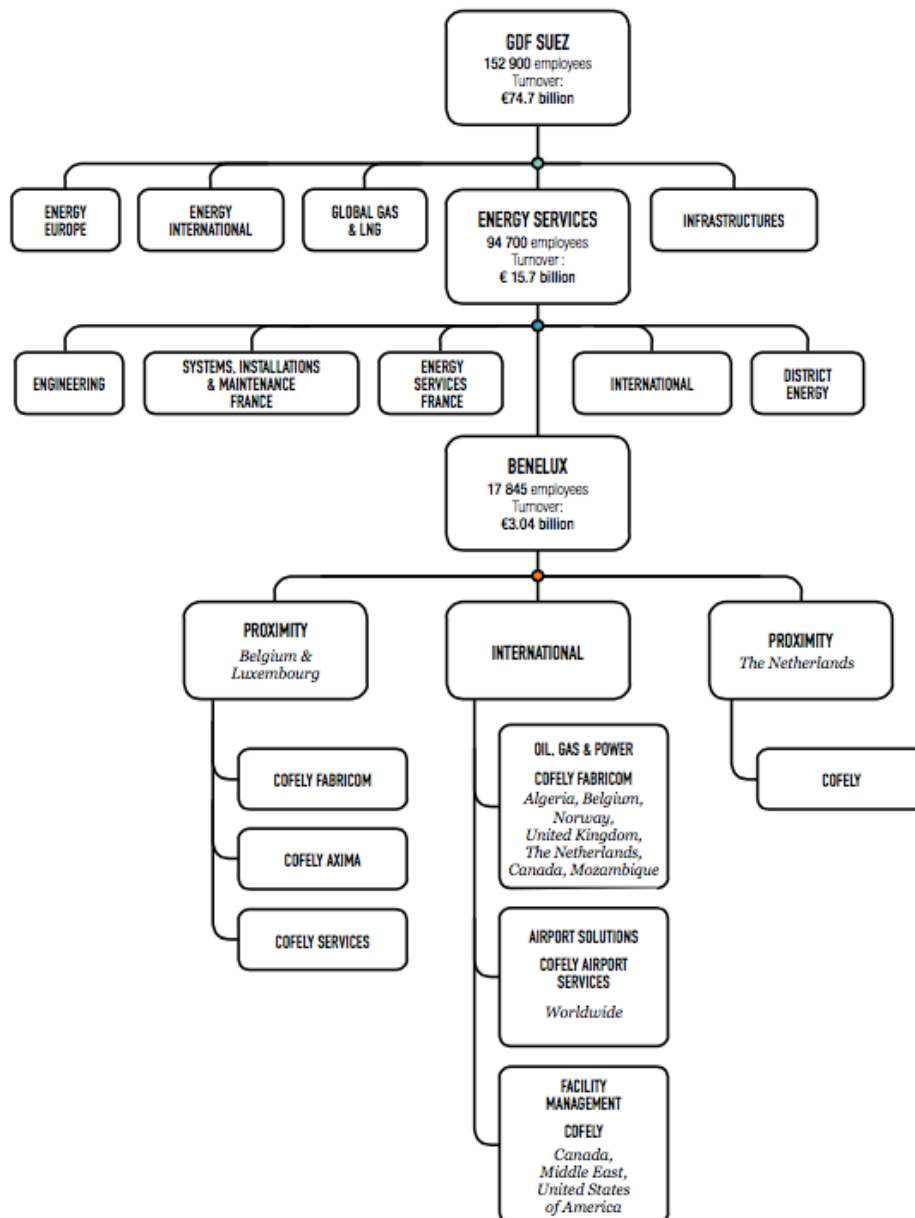 GDF SUEZ
152 900 employees
Turnover:
€74.7 billion
ENERGY
EUROPE
ENERGY
INTERNATIONAL
GLOBAL GAS
& LNG
ENERGY SERVICES
94 700 employees
Turnover :
€ 15.7 billion
INFRASTRUCTURES
ENGINEERING
SYSTEMS, INSTALLATIONS
& MAINTENANCE
FRANCE
ENERGY
SERVICES
FRANCE
INTERNATIONAL
DISTRICT
ENERGY
BENELUX
17 845 employees
Turnover:
€3.04 billion
PROXIMITY
Belgium &
Luxembourg
INTERNATIONAL
PROXIMITY
The Netherlands
COFELY FABRICOM
COFELY AXIMA
COFELY SERVICES
OIL, GAS & POWER
COFELY FABRICOM
Algeria, Belgium,
Norway,
United Kingdom,
The Netherlands,
Canada, Mozambique
AIRPORT SOLUTIONS
COFELY AIRPORT
SERVICES
Worldwide
FACILITY
MANAGEMENT
COFELY
Canada,
Middle East,
United States
of America
COFELY